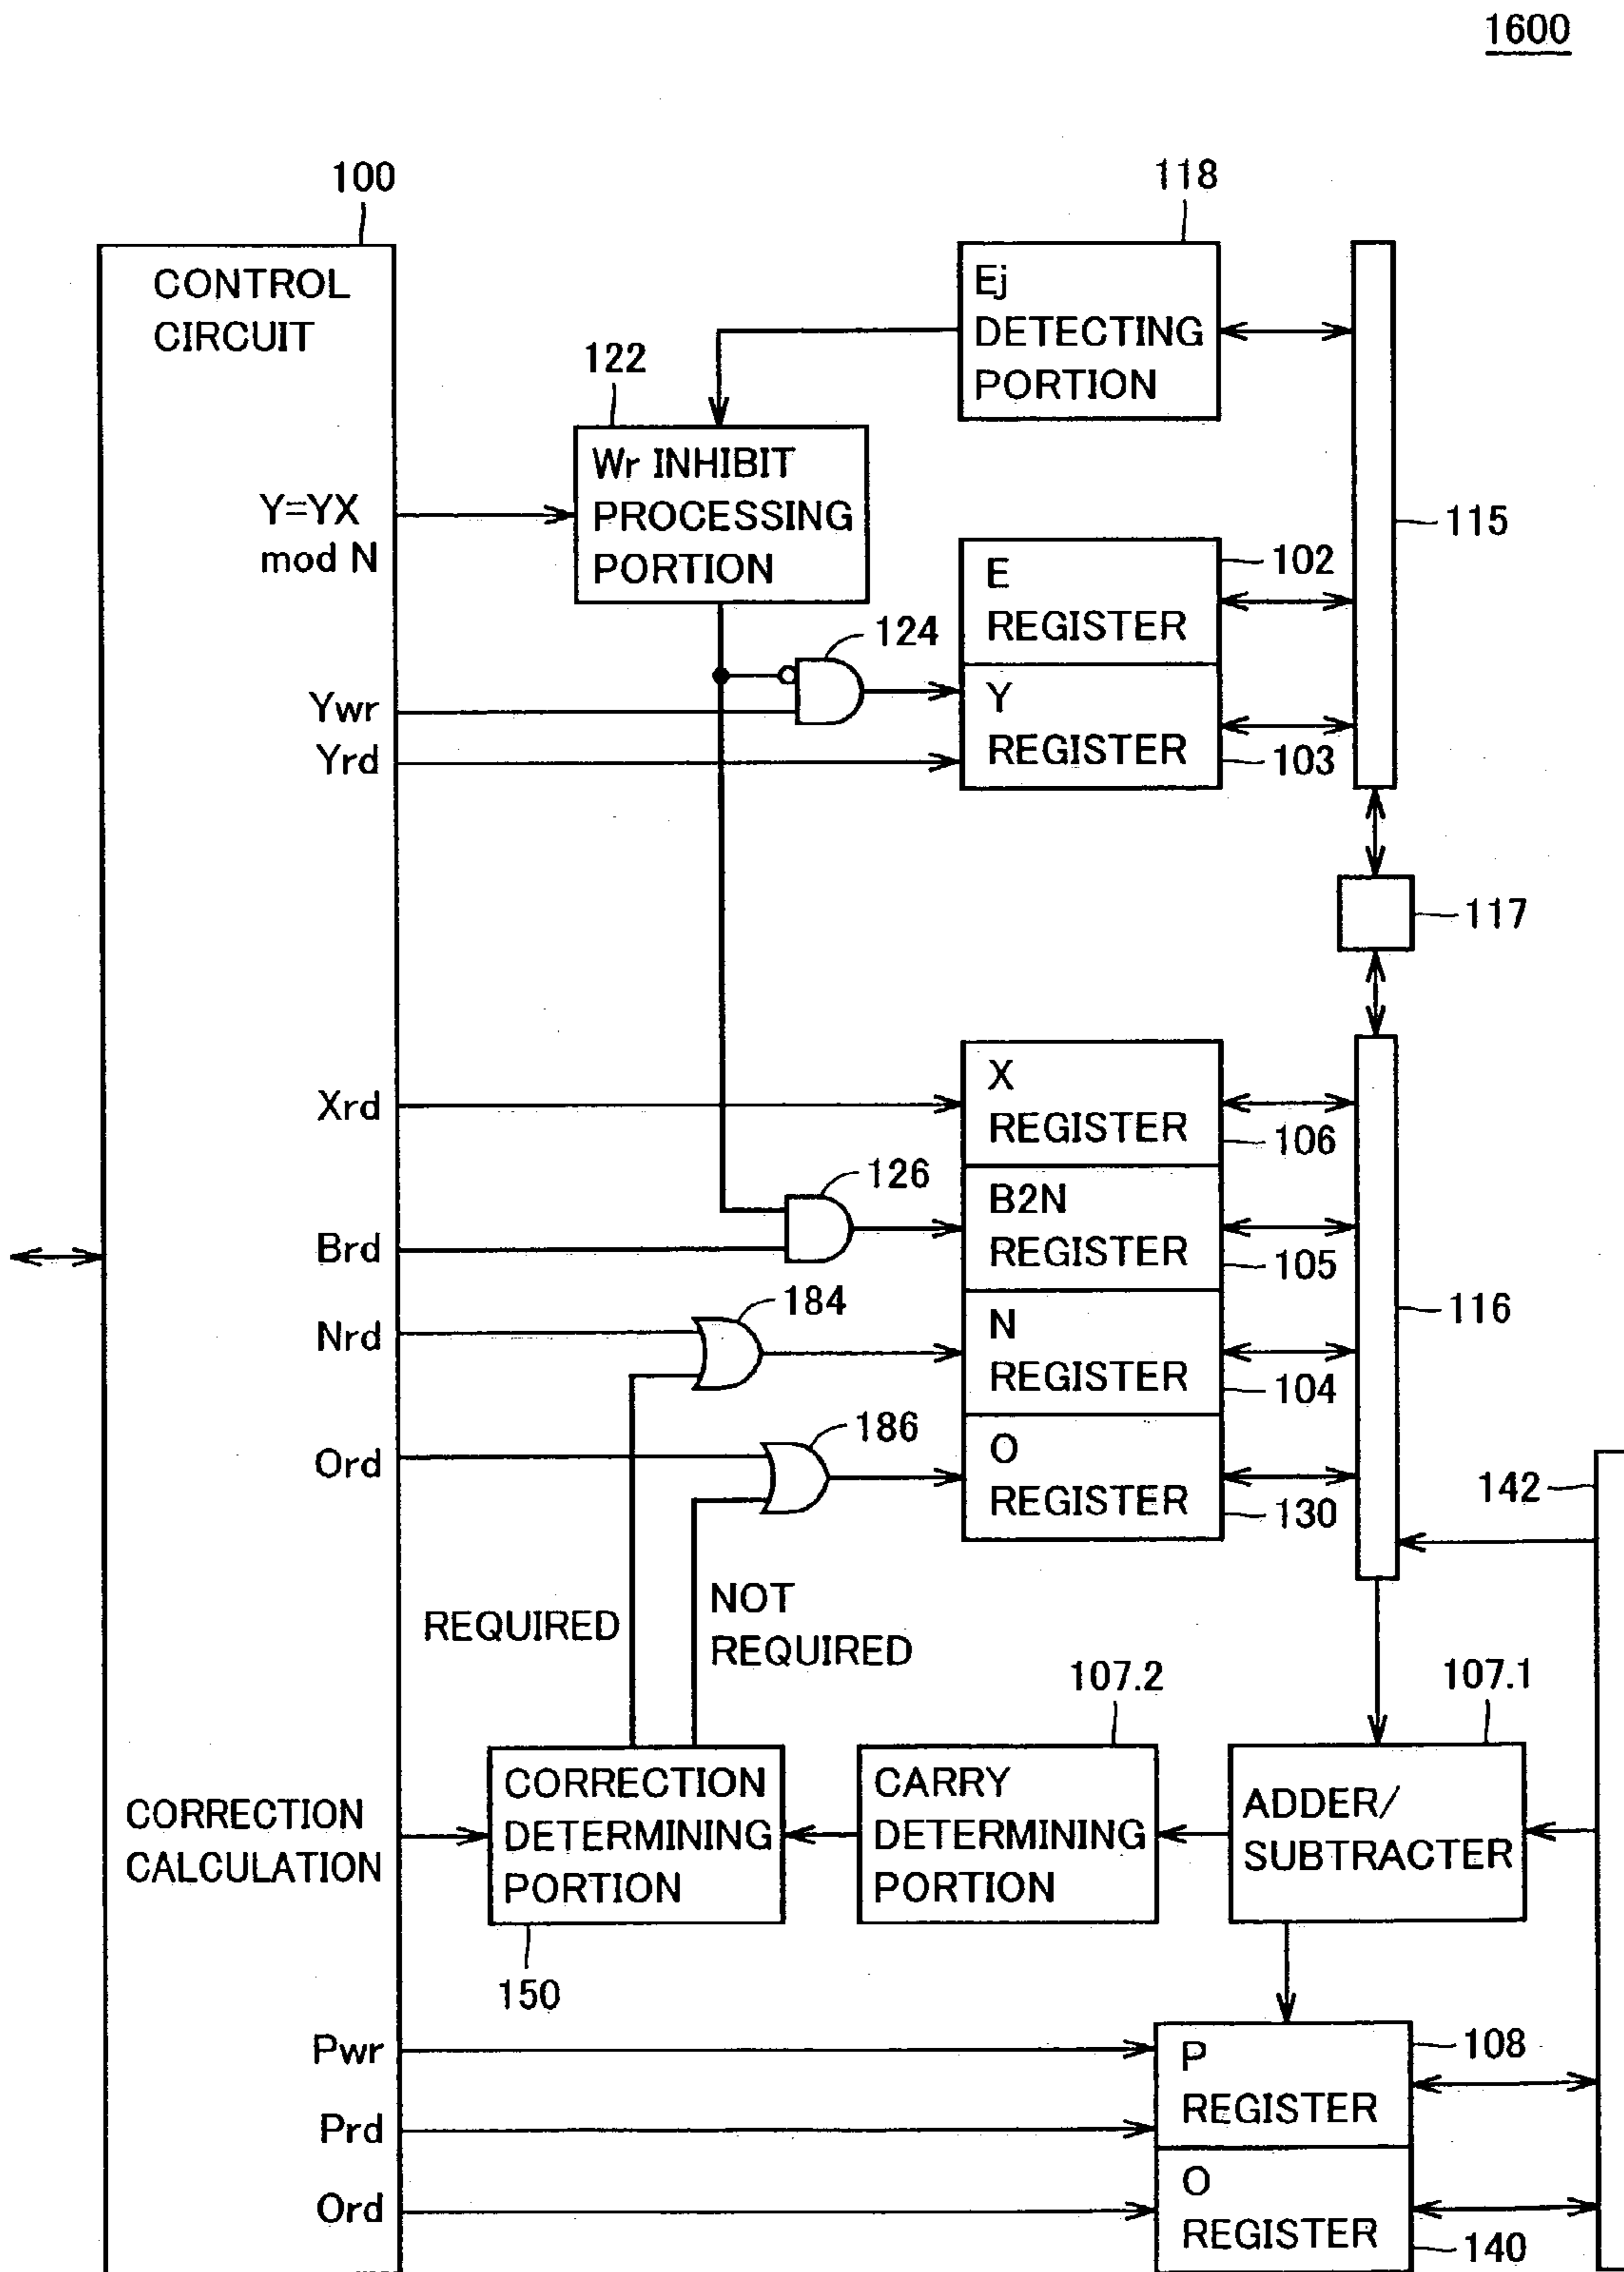 1600
100
118
CONTROL
CIRCUIT
Ej
DETECTING
PORTION
122
Wr INHIBIT
PROCESSING
PORTION
Y=YX
mod N
115
102
E
REGISTER
124
Ywr
Y
REGISTER
Yrd
103
117
X
REGISTER
Xrd
106
126
B2N
REGISTER
Brd
105
184
Nrd
N
REGISTER
116
104
186
Ord
O
REGISTER
142
130
REQUIRED
NOT
REQUIRED
107.2
107.1
CORRECTION
CALCULATION
CORRECTION
DETERMINING
PORTION
CARRY
DETERMINING
PORTION
ADDER/
SUBTRACTER
150
Pwr
P
REGISTER
108
Prd
Ord
O
REGISTER
140